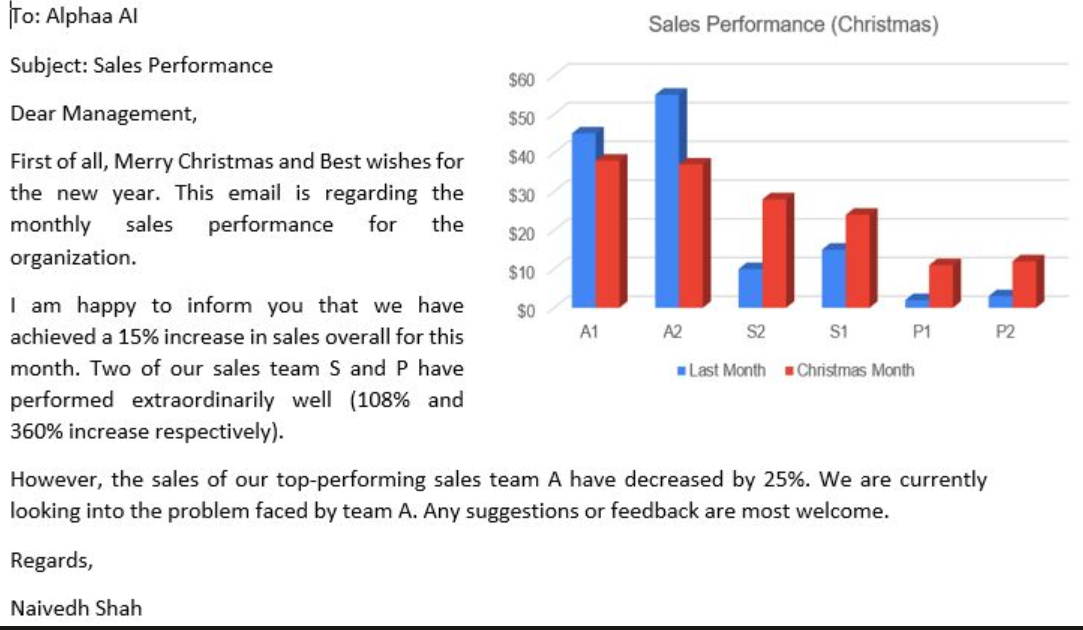 To: Alphaa AI
Subject: Sales Performance
Dear Management,
First of all, Merry Christmas and Best wishes for
the new year. This email is regarding the
monthly sales performance for the
organization.
I am happy to inform you that we have
achieved a 15% increase in sales overall for this
month. Two of our sales team S and P have
performed extraordinarily well (108% and
360% increase respectively).
Sales Performance (Christmas)
$60
$50
$40
$30
$20
$10
$0
A1 A2 S2 S1 P1 P2
Last Month Christmas Month
However, the sales of our top-performing sales team A have decreased by 25%. We are currently
looking into the problem faced by team A. Any suggestions or feedback are most welcome.
Regards,
Naivedh Shah